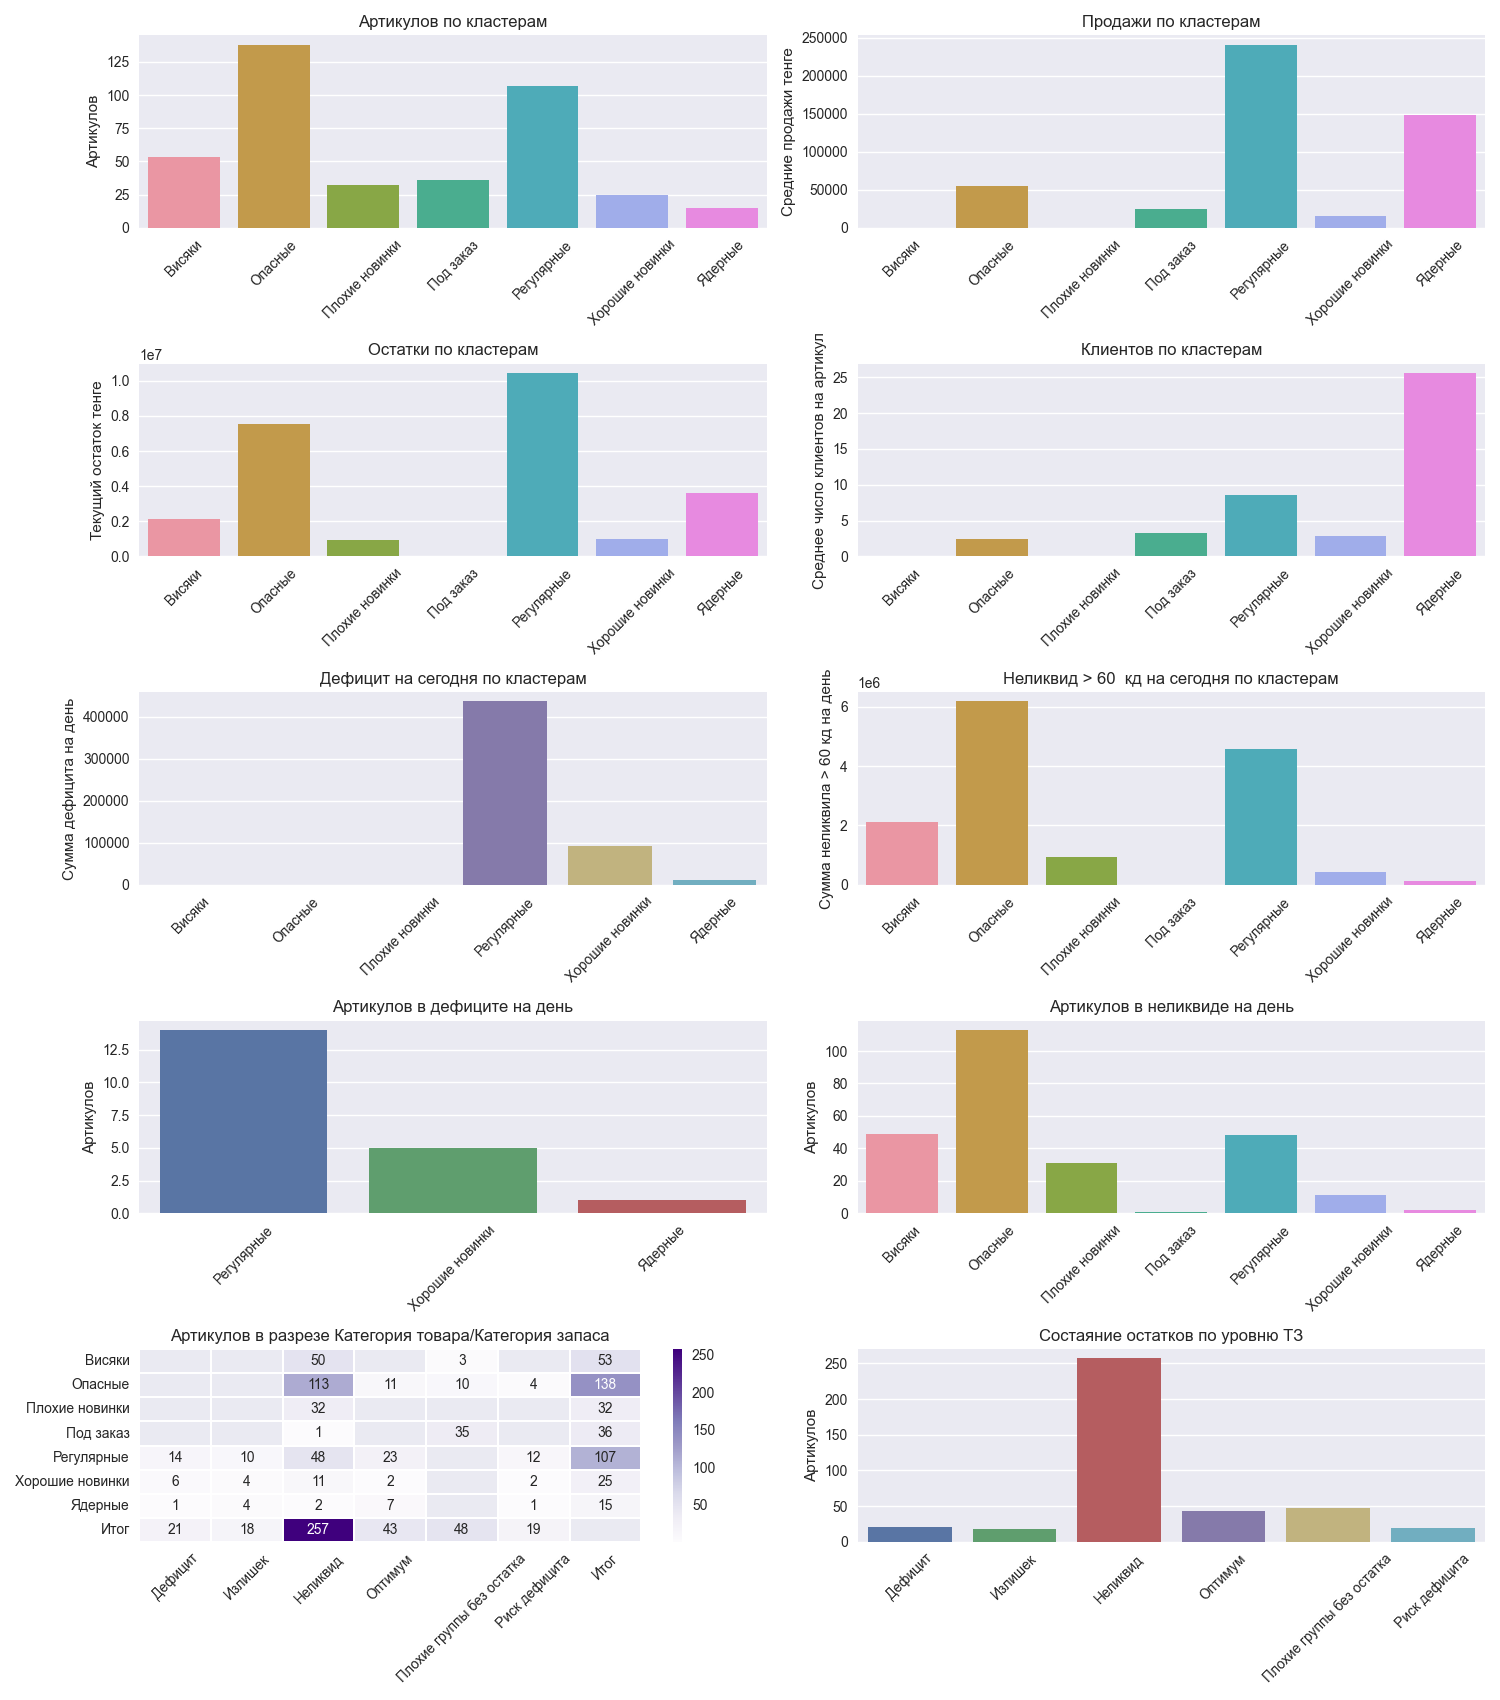 Артикулов по кластерам
Артикулов
125
100
75
50
25
0
Висяки
Опасные
Плохие новинки
Под заказ
Регулярные
Хорошие новинки
Ядерные
Продажи по кластерам
Средние продажи тенге
250000
200000
150000
100000
50000
0
Висяки
Опасные
Плохие новинки
Под заказ
Регулярные
Хорошие новинки
Ядерные
Остатки по кластерам
1e7
Текущий остаток тенге
1.0
0.8
0.6
0.4
0.2
0.0
Висяки
Опасные
Плохие новинки
Под заказ
Регулярные
Хорошие новинки
Ядерные
Клиентов по кластерам
Среднее число клиентов на артикул
25
20
15
10
5
0
Висяки
Опасные
Плохие новинки
Под заказ
Регулярные
Хорошие новинки
Ядерные
Дефицит на сегодня по кластерам
Сумма дефицита на день
400000
300000
200000
100000
0
Висяки
Опасные
Плохие новинки
Регулярные
Хорошие новинки
Ядерные
Неликвид > 60 кд на сегодня по кластерам
1e6
Сумма неликвила > 60 кд на день
6
4
2
0
Висяки
Опасные
Плохие новинки
Под заказ
Регулярные
Хорошие новинки
Ядерные
Артикулов в дефиците на день
Артикулов
12.5
10.0
7.5
5.0
2.5
0.0
Регулярные
Хорошие новинки
Ядерные
Артикулов в неликвиде на день
Артикулов
100
80
60
40
20
0
Висяки
Опасные
Плохие новинки
Под заказ
Регулярные
Хорошие новинки
Ядерные
Артикулов в разрезе Категория товара/Категория запаса
Висяки 50 3 53
Опасные 113 11 10 4 138
Плохие новинки 32 32
Под заказ 1 35 36
Регулярные 14 10 48 23 12 107
Хорошие новинки 6 4 11 2 2 25
Ядерные 1 4 2 7 1 15
Итог 21 18 257 43 48 19
Дефицит
Излишек
Неликвид
Оптимум
Плохие группы без остатка
Риск дефицита
Итог
250
200
150
100
50
Состаяние остатков по уровню ТЗ
Артикулов
250
200
150
100
50
0
Дефицит
Излишек
Неликвид
Оптимум
Плохие группы без остатка
Риск дефицита